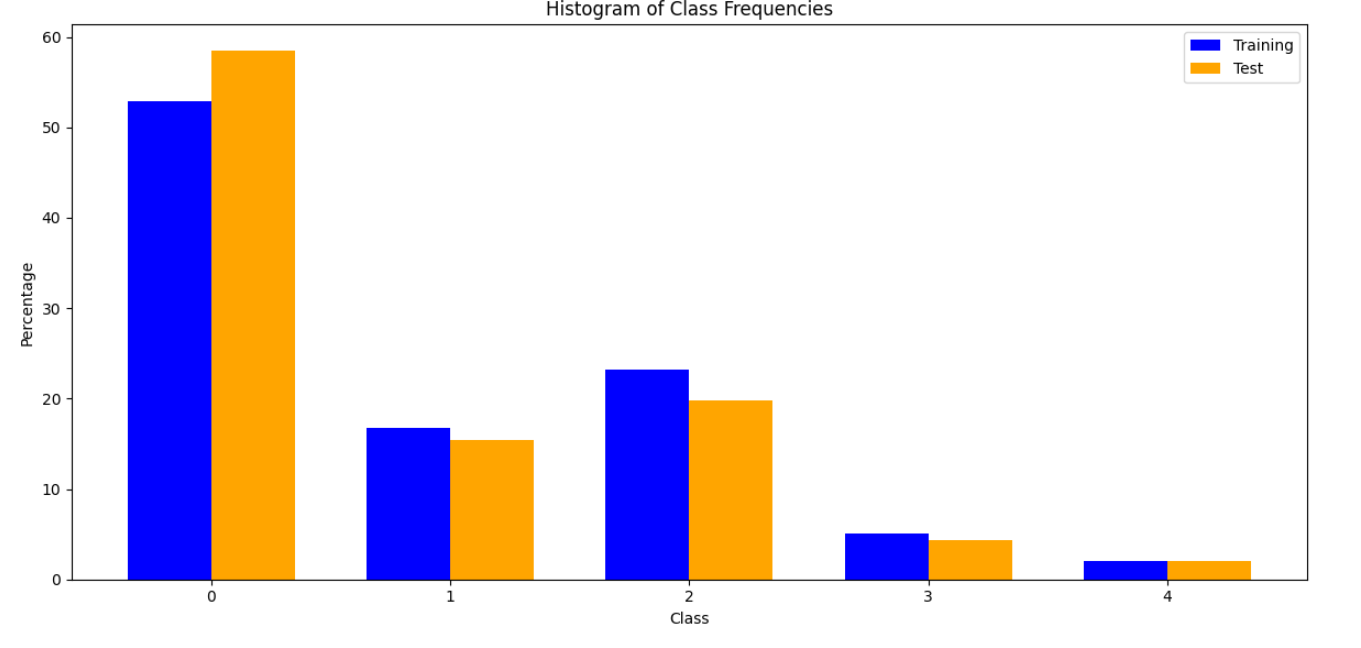 Histogram of Class Frequencies
60
50
40
30
20
10
0
Percentage
Training
Test
0 1 2 3 4
Class